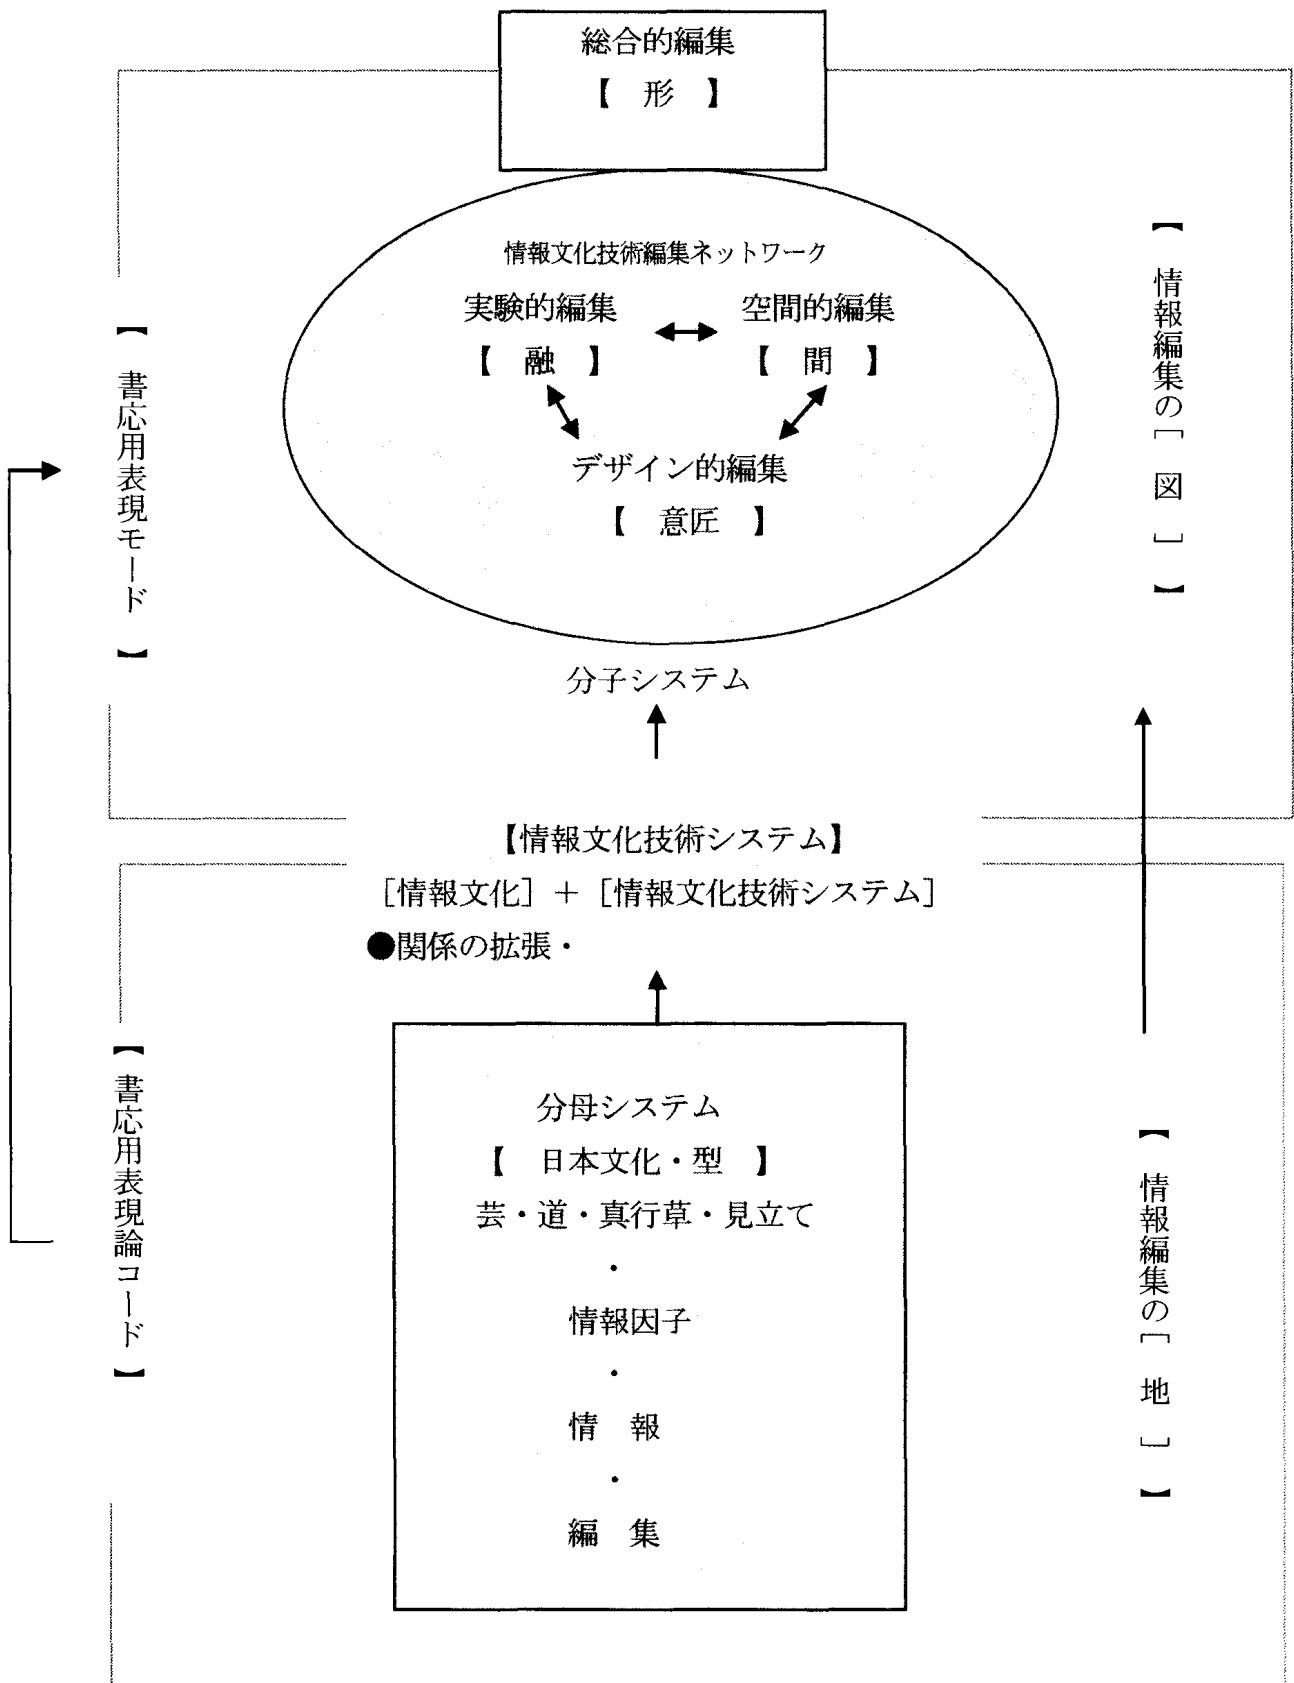 総合的編集
【 形 】
情報文化技術編集ネットワーク
実験的編集 空間的編集
【 融 】 【 間 】
デザイン的編集
【 意匠 】
分子システム
【 書応用表現モード 】
【 情報編集の［ 図 ］ 】
【情報文化技術システム】
［情報文化］＋［情報文化技術システム］
●関係の拡張・
分母システム
【 日本文化・型 】
芸・道・真行草・見立て
・
情報因子
・
情 報
・
編 集
【 書応用表現論コード 】
【 情報編集の［ 地 ］ 】